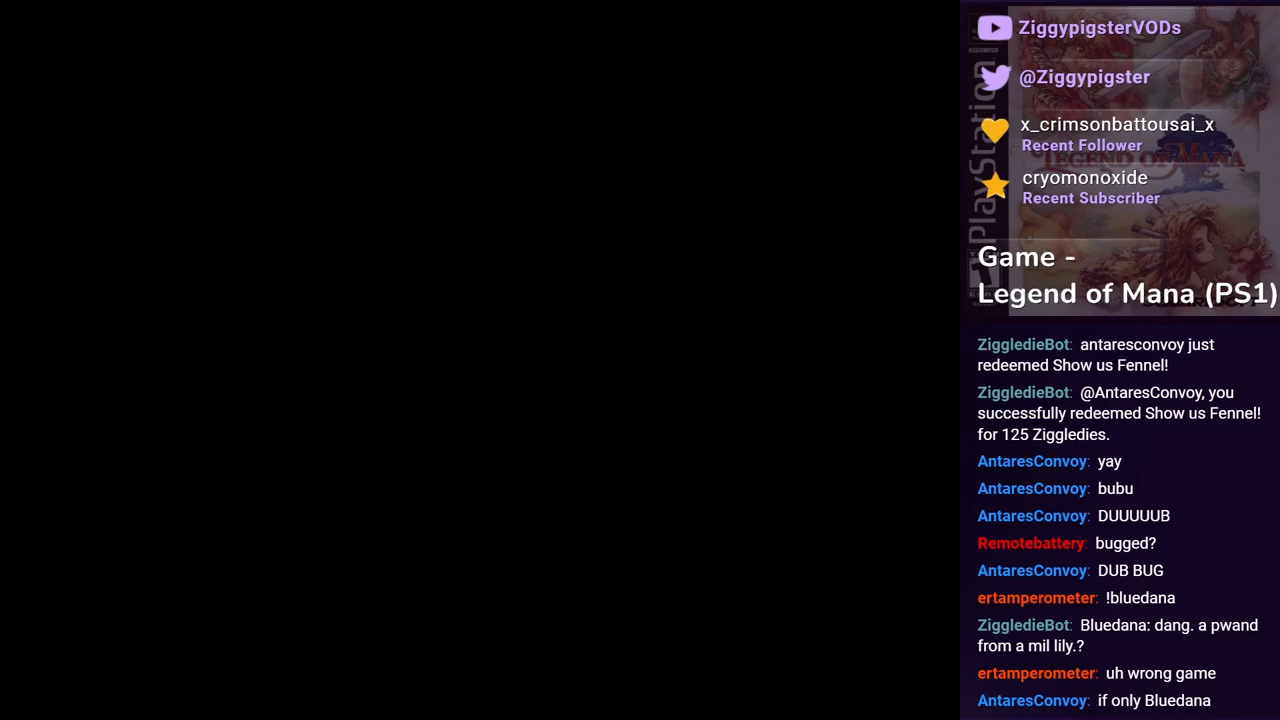 ZiggypigsterVODs
@Ziggypigster
x_crimsonbattousai_x
Recent Follower
LEGEND OF MANA
cryomonoxide
Recent Subscriber
PlayStation
Game -
Legend of Mana (PS1)
ZiggledieBot: antaresconvoy just
redeemed Show us Fennel!
ZiggledieBot: @AntaresConvoy, you
successfully redeemed Show us Fennel!
for 125 Ziggledies.
AntaresConvoy: yay
AntaresConvoy: bubu
AntaresConvoy: DUUUUUB
Remotebattery: bugged?
AntaresConvoy: DUB BUG
ertamperometer: !bluedana
ZiggledieBot: Bluedana: dang. a pwand
from a mil lily.?
ertamperometer: uh wrong game
AntaresConvoy: if only Bluedana